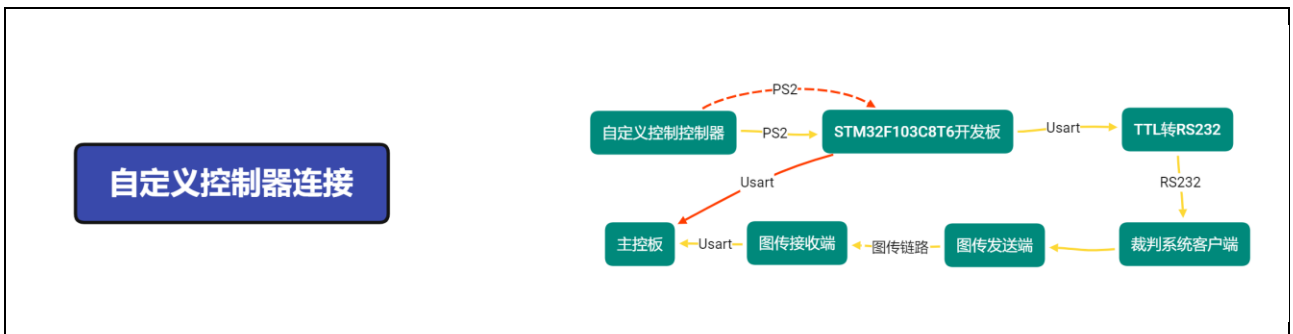 PS2
自定义控制控制器
PS2
STM32F103C8T6开发板
Usart
TTL转RS232
自定义控制器连接
Usart
RS232
主控板
Usart
图传接收端
图传链路
图传发送端
裁判系统客户端